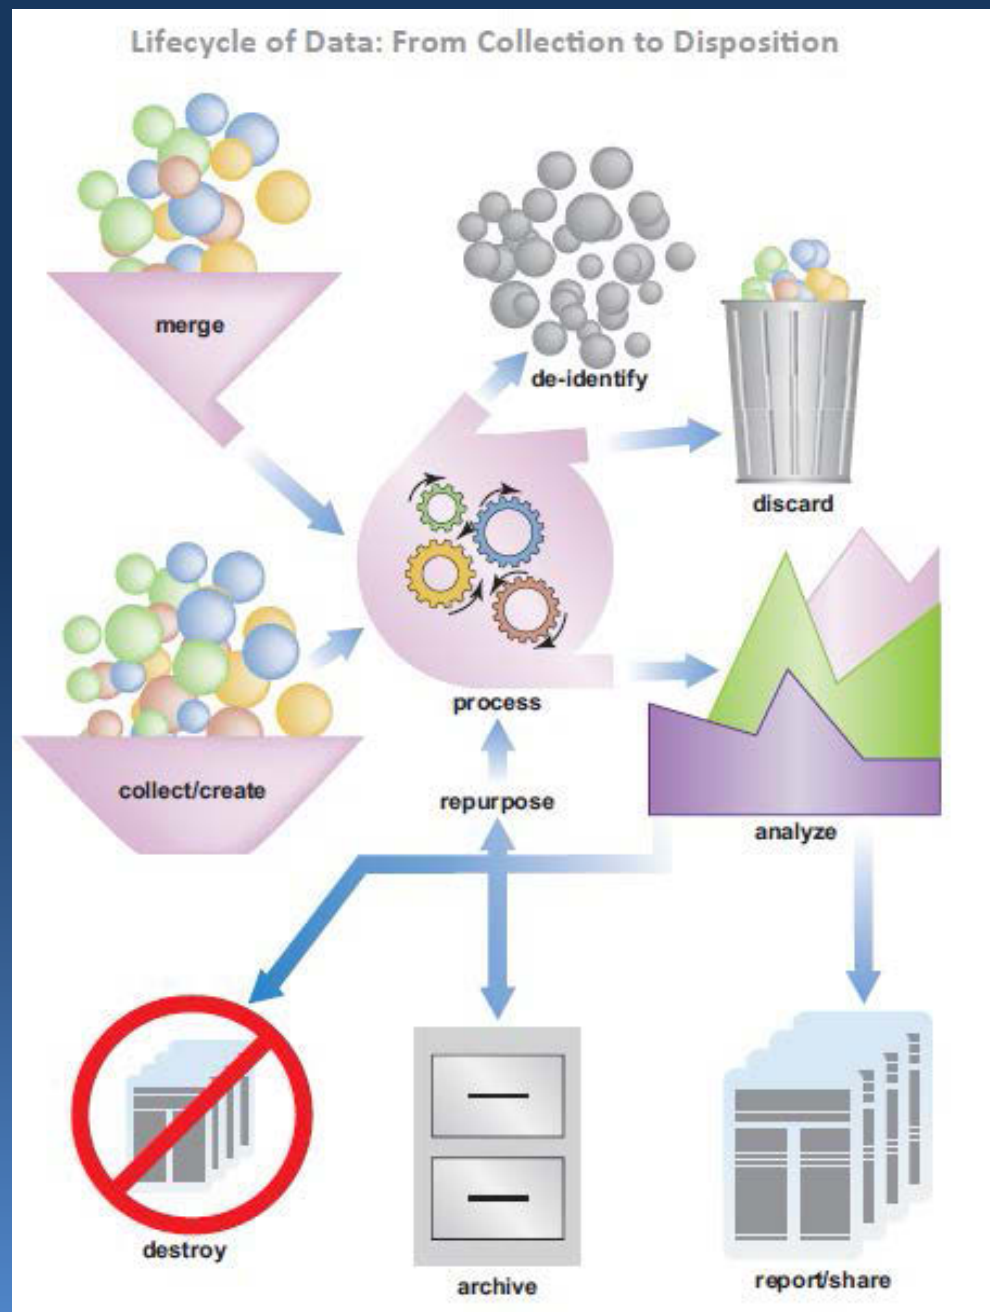 Lifecycle of Data: From Collection to Disposition
merge
de-identify
discard
process
collect/create
repurpose
analyze
destroy
archive
report/share